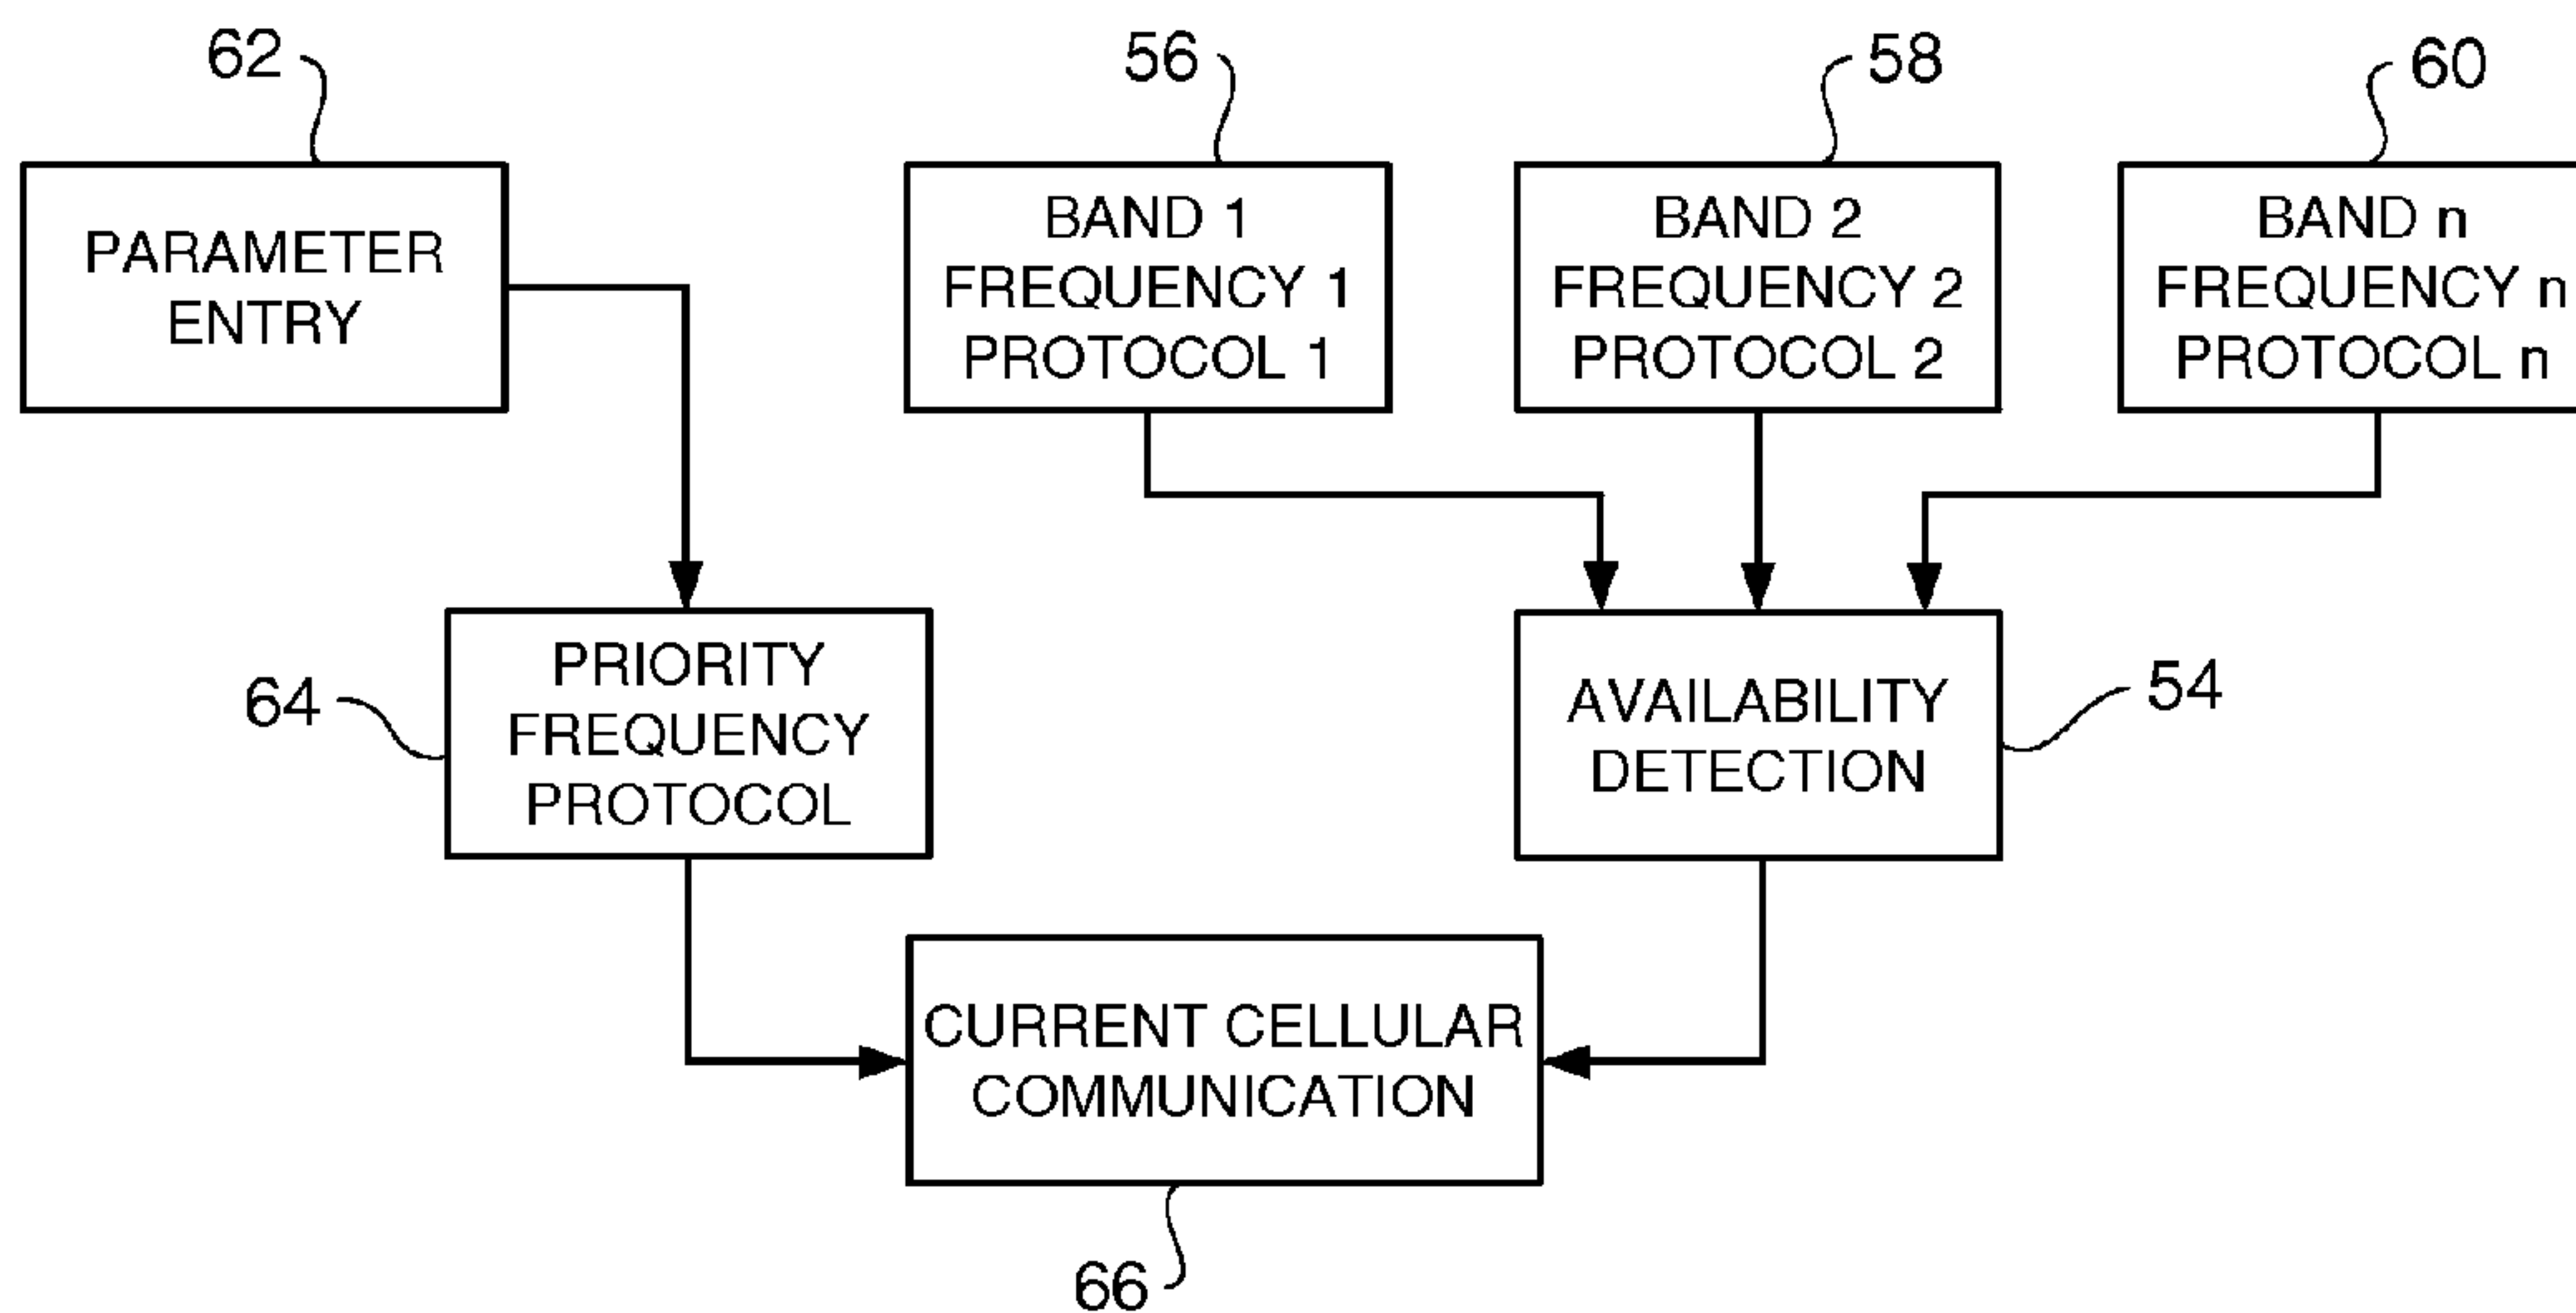 62
56
58
60
PARAMETER
ENTRY
BAND 1
FREQUENCY 1
PROTOCOL 1
BAND 2
FREQUENCY 2
PROTOCOL 2
BAND n
FREQUENCY n
PROTOCOL n
64
PRIORITY
FREQUENCY
PROTOCOL
AVAILABILITY
DETECTION
54
CURRENT CELLULAR
COMMUNICATION
66